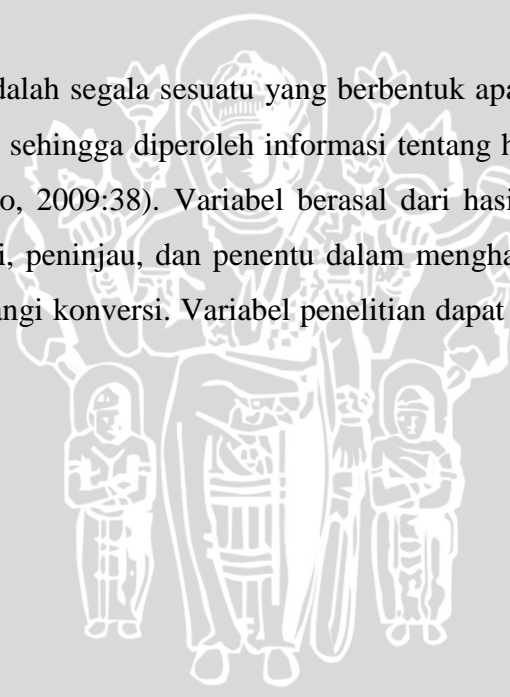 dalah segala sesuatu yang berbentuk apa
sehingga diperoleh informasi tentang h
o, 2009:38). Variabel berasal dari hasi
i, peninjau, dan penentu dalam mengha
angi konversi. Variabel penelitian dapat